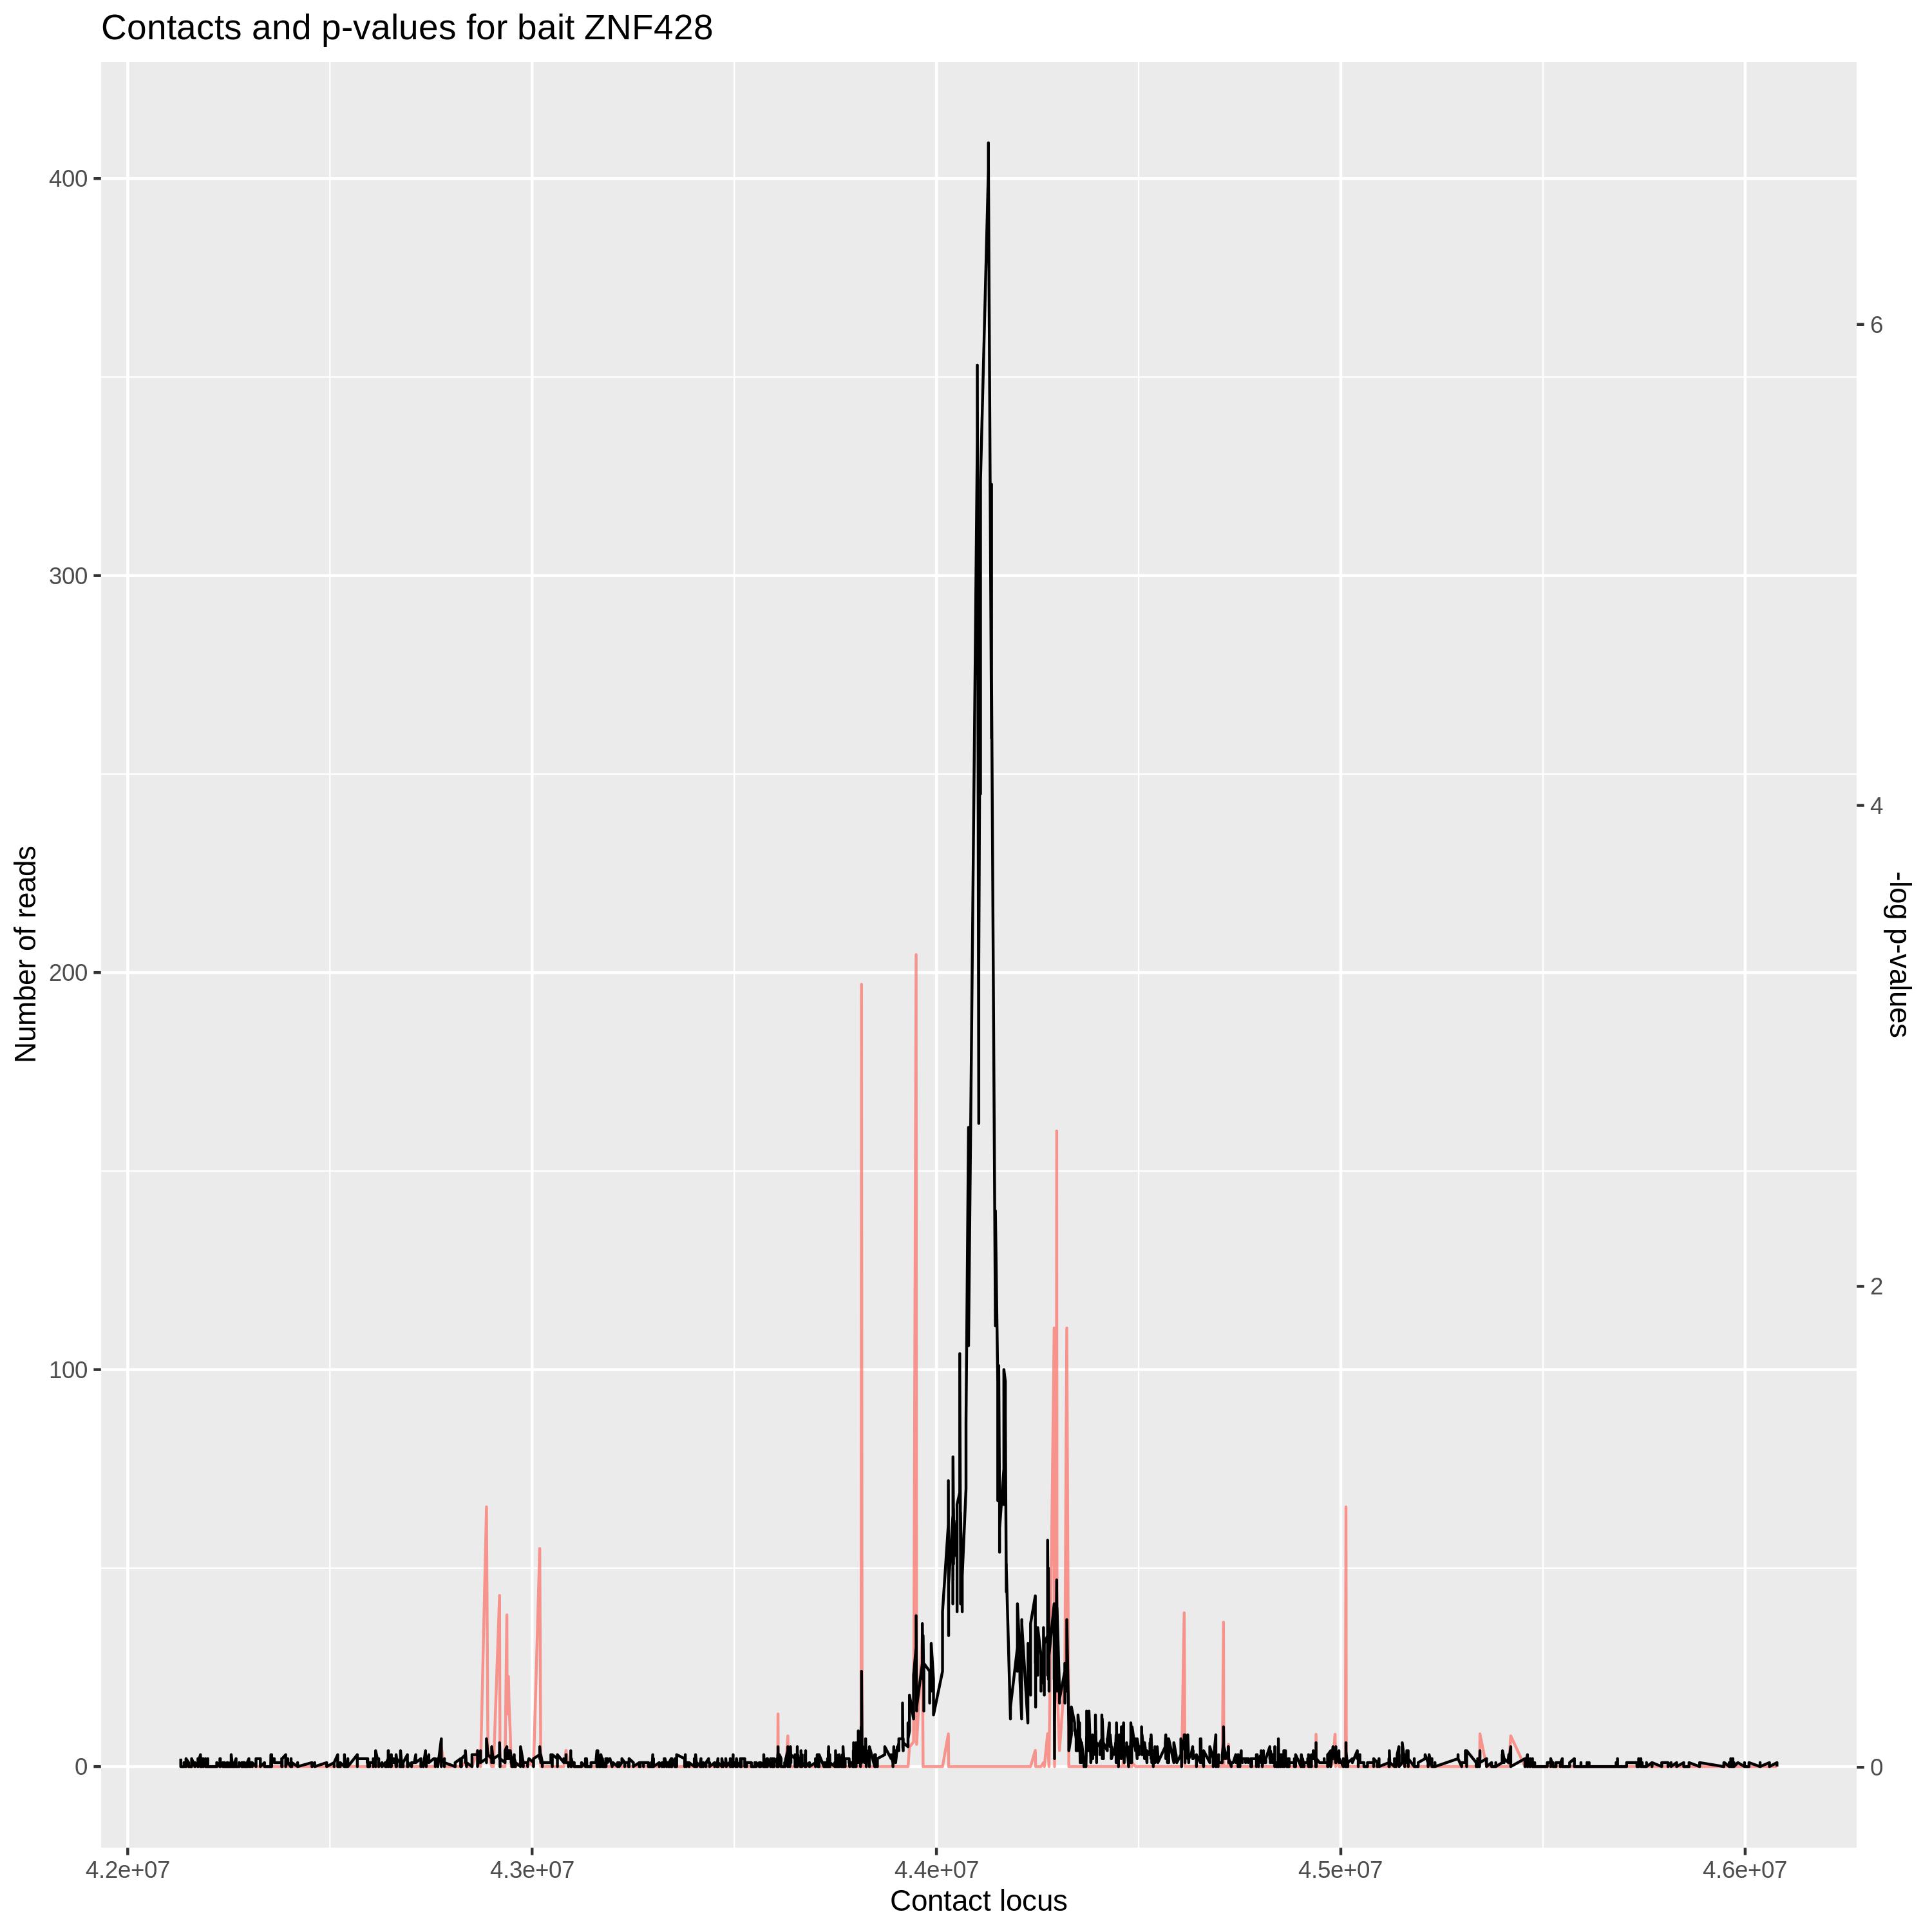 Contacts and p-values for bait ZNF428
400
300
200
100
0
6
4
2
0
Number of reads
-log p-values
4.2e+07
4.3e+07
4.4e+07
4.5e+07
4.6e+07
Contact locus